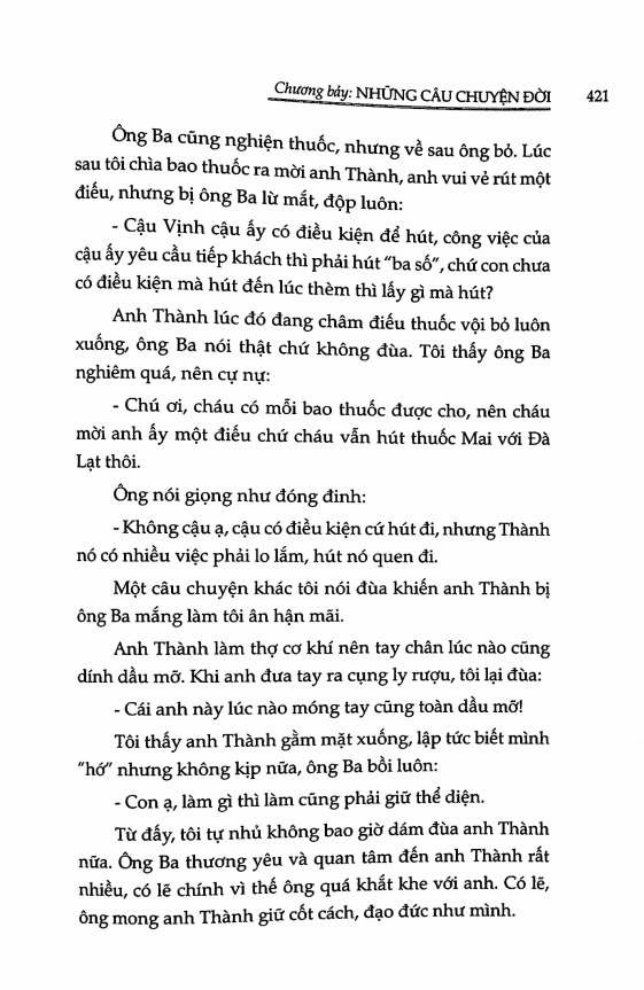 Chương bảy: NHỮNG CÂU CHUYỆN ĐỜI 421
Ông Ba cũng nghiện thuốc, nhưng về sau ông bỏ. Lúc
sau tôi chìa bao thuốc ra mời anh Thành, anh vui vẻ rút một
điếu, nhưng bị ông Ba lừ mắt, độp luôn:
- Cậu Vịnh cậu ấy có điều kiện để hút, công việc của
cậu ấy yêu cầu tiếp khách thì phải hút "ba số", chứ con chưa
có điều kiện mà hút đến lúc thèm thì lấy gì mà hút?
Anh Thành lúc đó đang châm điếu thuốc vội bỏ luôn
xuống, ông Ba nói thật chứ không đùa. Tôi thấy ông Ba
nghiêm quá, nên cự nự:
- Chú ơi, cháu có mỗi bao thuốc được cho, nên cháu
mời anh ấy một điếu chứ cháu vẫn hút thuốc Mai với Đà
Lạt thôi.
Ông nói giọng như đóng đinh:
- Không cậu ạ, cậu có điều kiện cứ hút đi, nhưng Thành
nó có nhiều việc phải lo lắm, hút nó quen đi.
Một câu chuyện khác tôi nói đùa khiến anh Thành bị
ông Ba mắng làm tôi ân hận mãi.
Anh Thành làm thợ cơ khí nên tay chân lúc nào cũng
dính dầu mỡ. Khi anh đưa tay ra cụng ly rượu, tôi lại đùa:
- Cái anh này lúc nào móng tay cũng toàn dầu mỡ!
Tôi thấy anh Thành gằm mặt xuống, lập tức biết mình
"hớ" nhưng không kịp nữa, ông Ba bồi luôn:
- Con ạ, làm gì thì làm cũng phải giữ thể diện.
Từ đấy, tôi tự nhủ không bao giờ dám đùa anh Thành
nữa. Ông Ba thương yêu và quan tâm đến anh Thành rất
nhiều, có lẽ chính vì thế ông quá khắt khe với anh. Có lẽ,
ông mong anh Thành giữ cốt cách, đạo đức như mình.